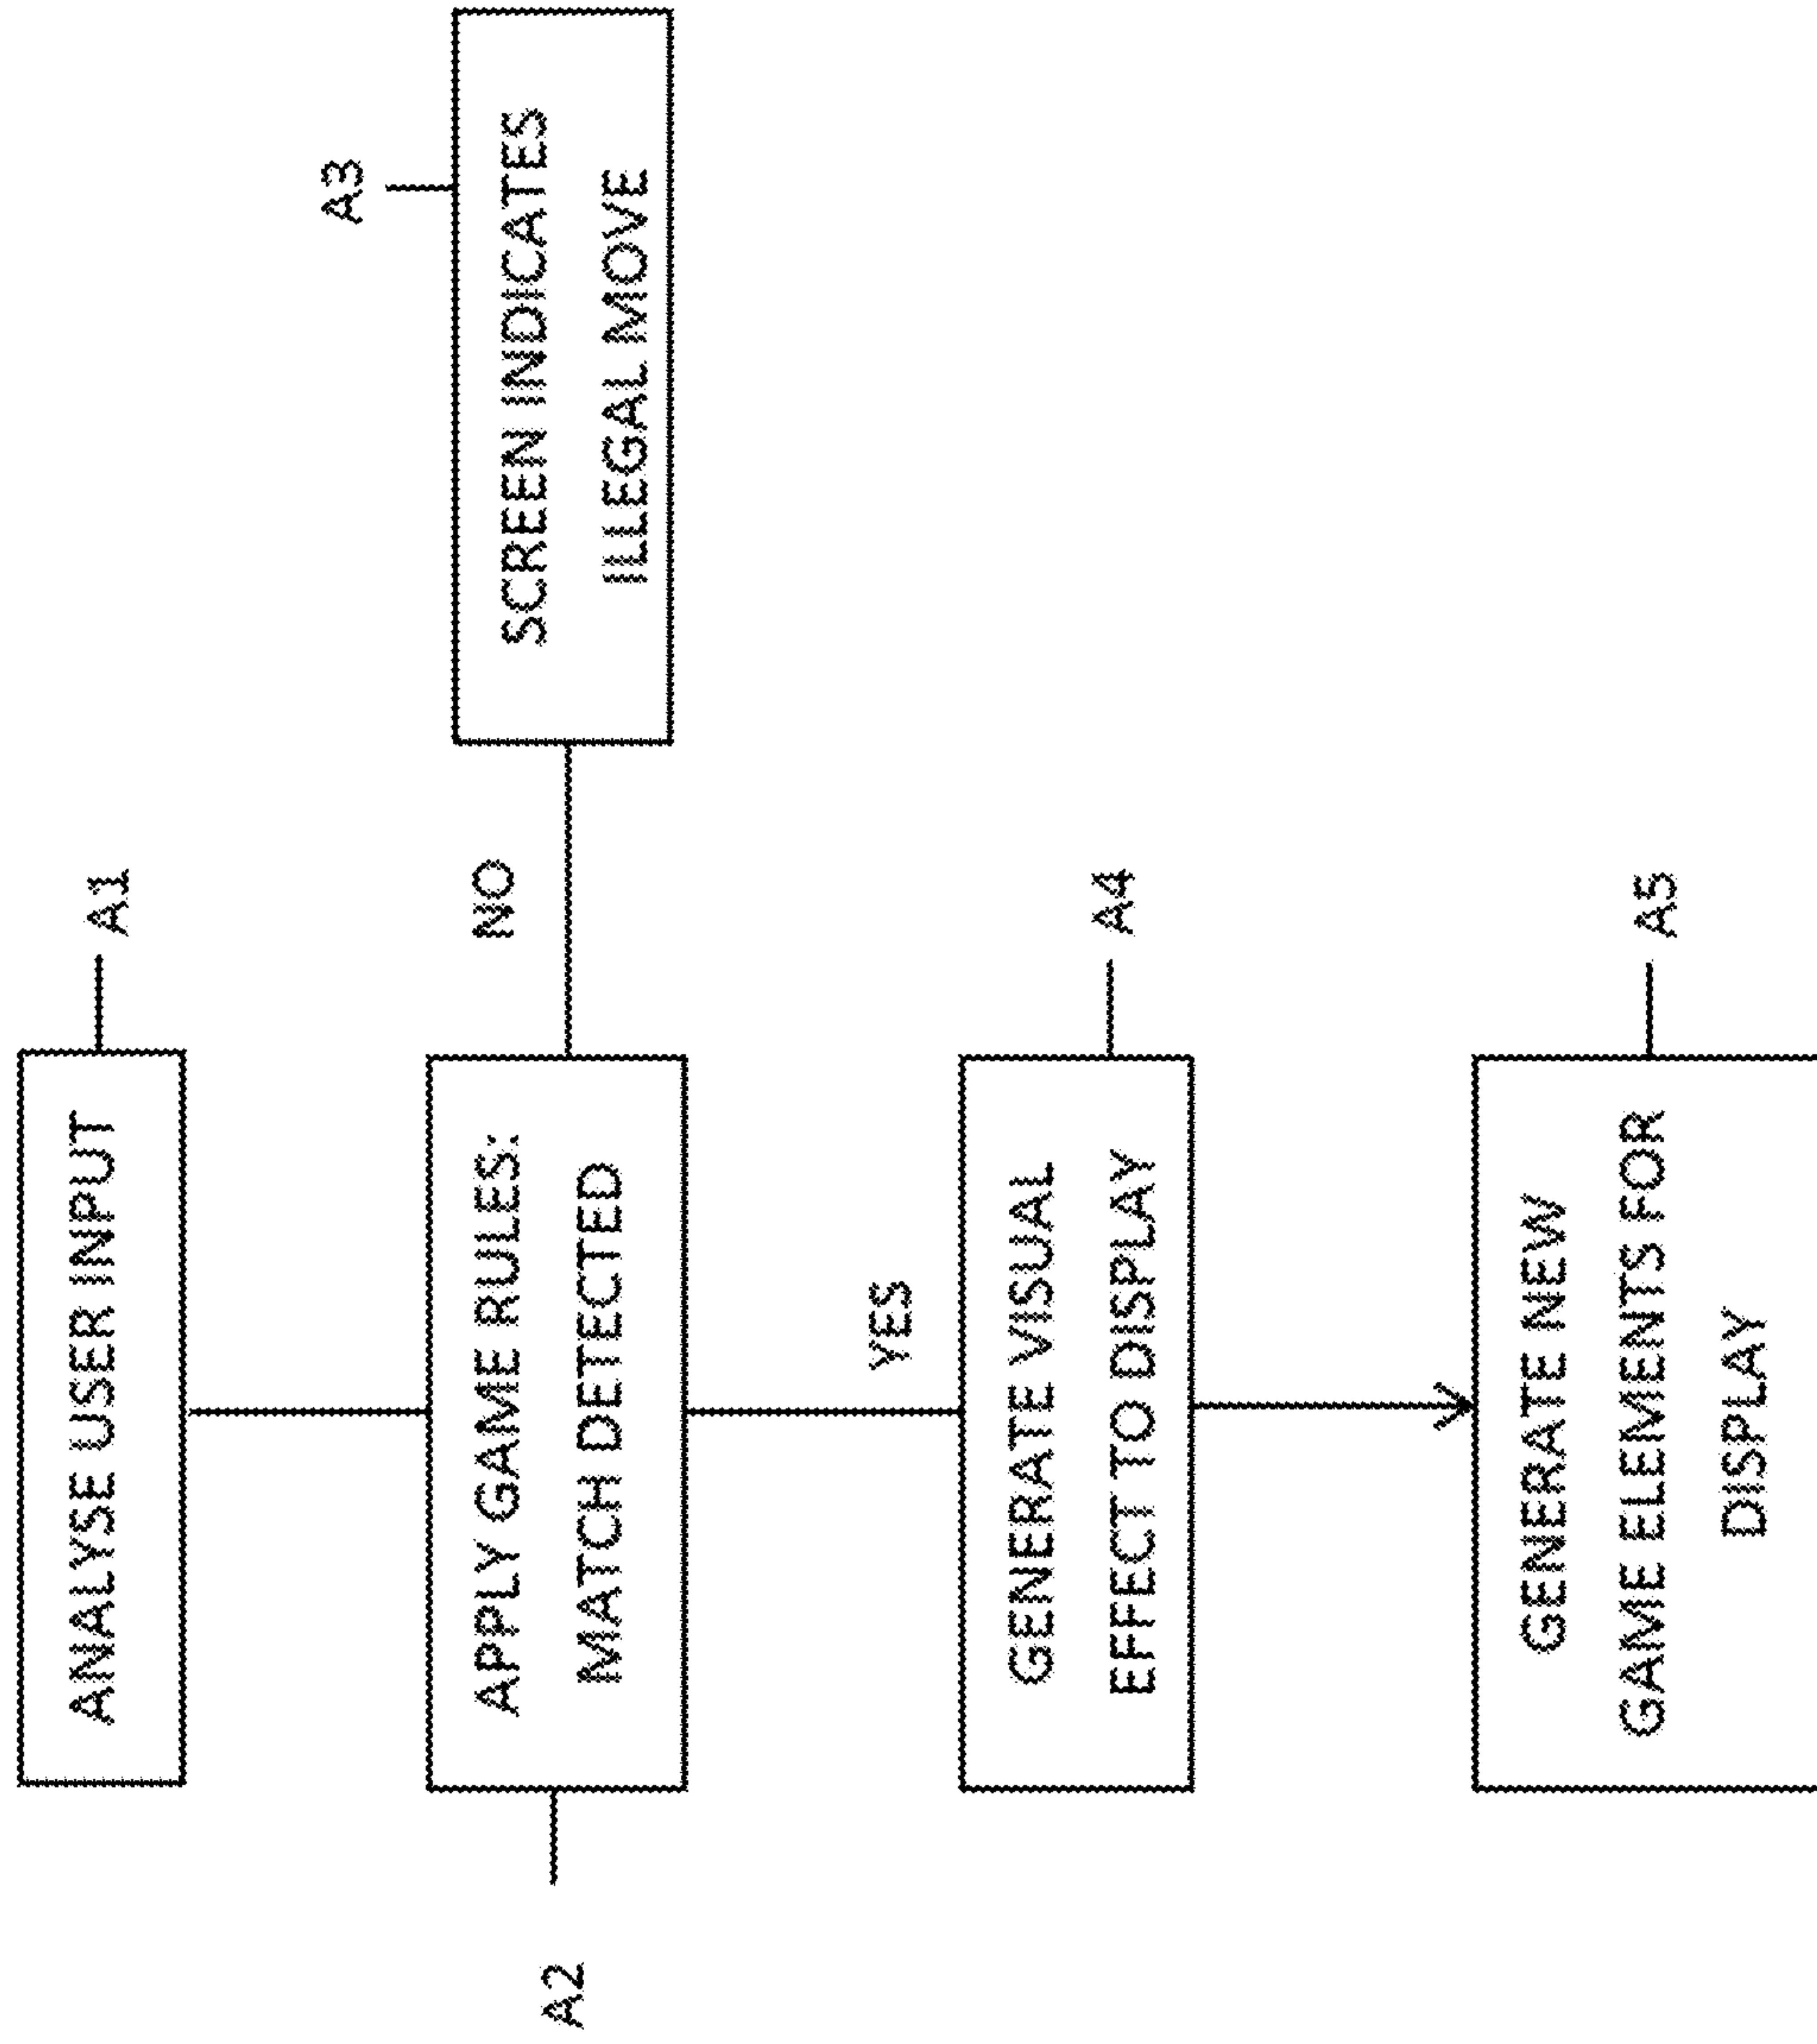 ANALYSE USER INPUT
A1
APPLY GAME RULES:
MATCH DETECTED
A2
NO
SCREEN INDICATES
ILLEGAL MOVE
A3
YES
GENERATE VISUAL
EFFECT TO DISPLAY
A4
GENERATE NEW
GAME ELEMENTS FOR
DISPLAY
A5